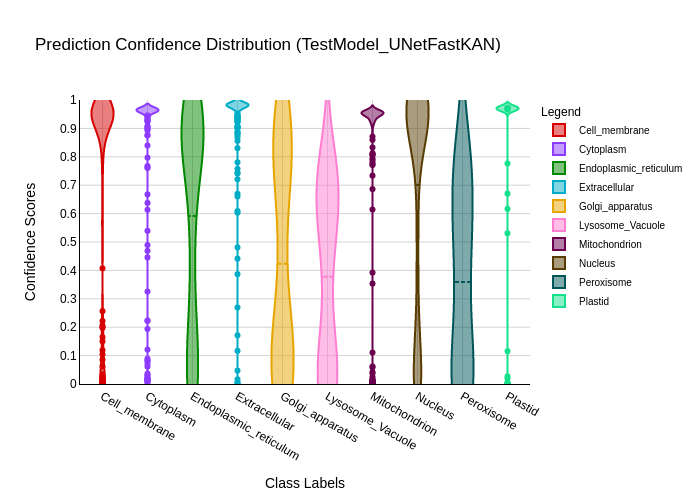 Prediction Confidence Distribution (TestModel_UNetFastKAN)
Legend
Cell_membrane
Cytoplasm
Endoplasmic_reticulum
Extracellular
Golgi_apparatus
Lysosome_Vacuole
Mitochondrion
Nucleus
Peroxisome
Plastid
Confidence Scores
1
0.9
0.8
0.7
0.6
0.5
0.4
0.3
0.2
0.1
0
Cell_membrane
Cytoplasm
Endoplasmic_reticulum
Extracellular
Golgi_apparatus
Lysosome_Vacuole
Mitochondrion
Nucleus
Peroxisome
Plastid
Class Labels